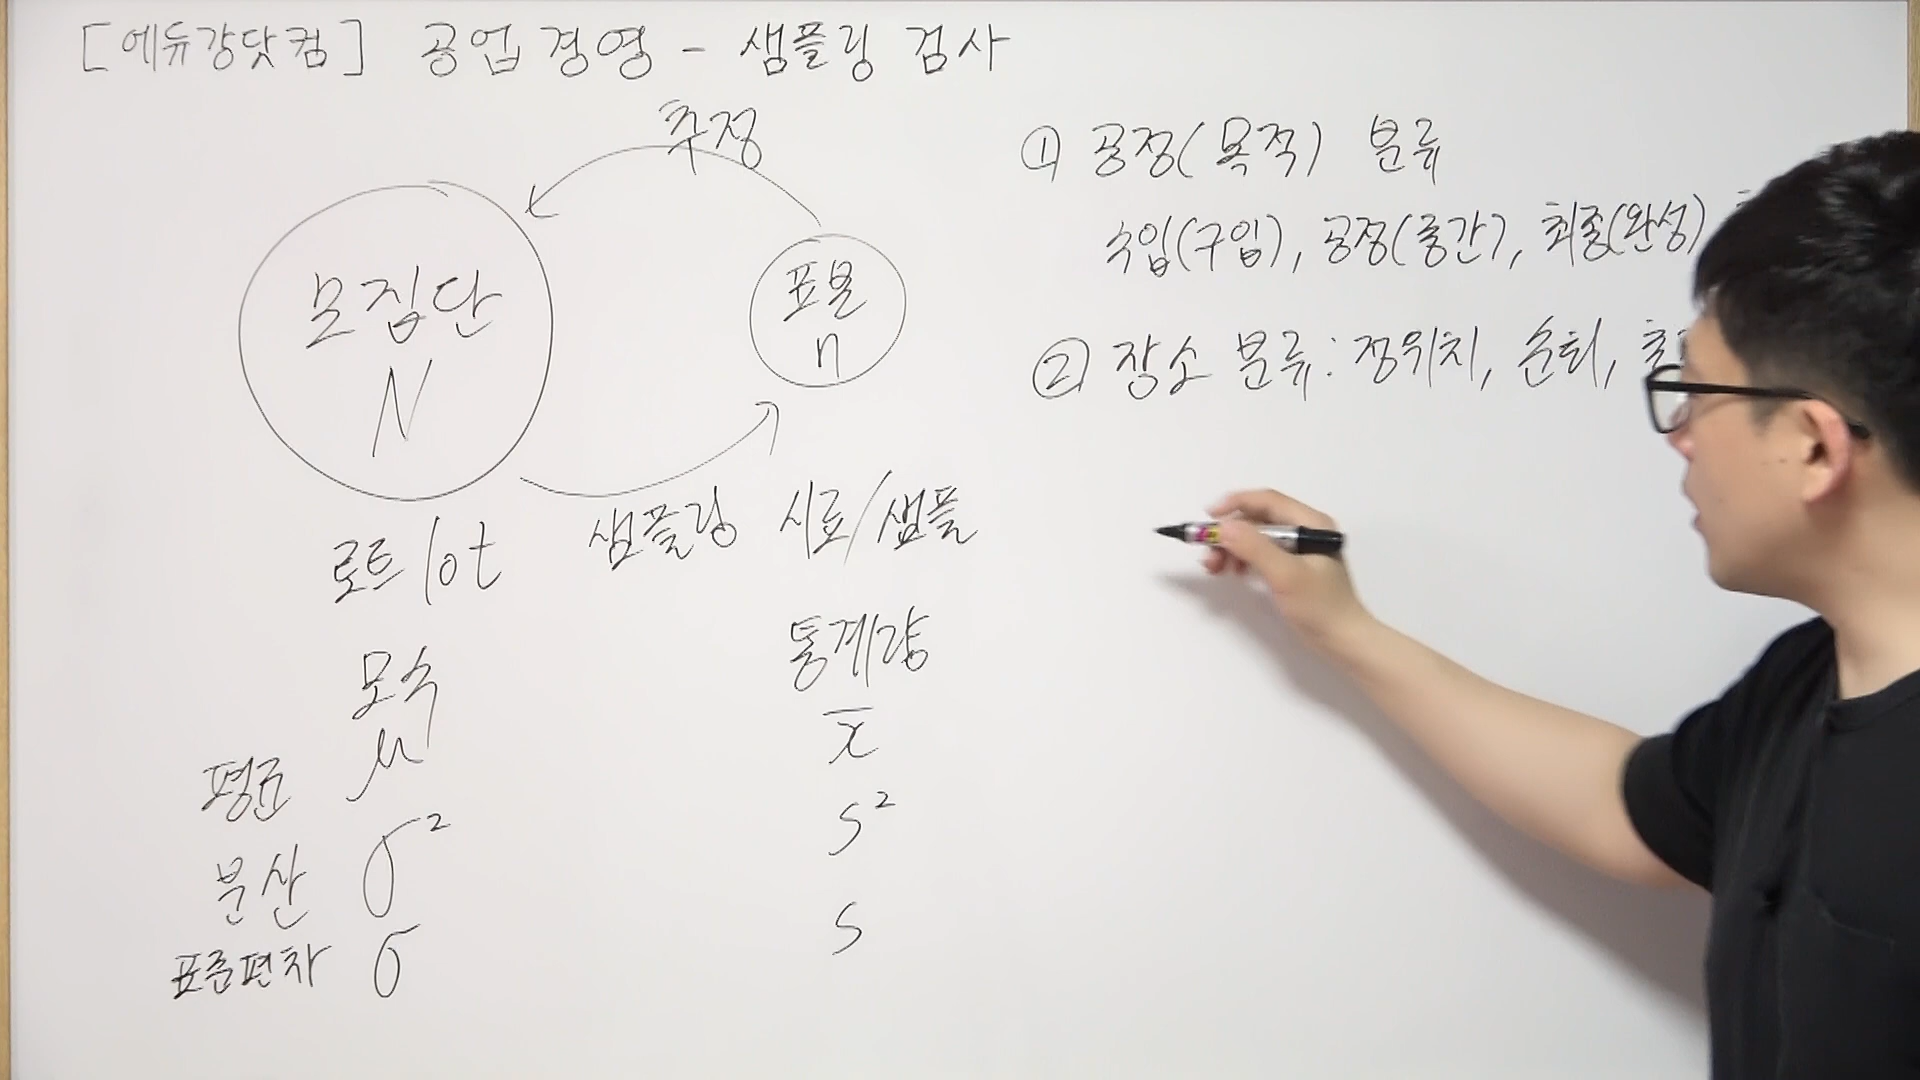 [에듀강닷컴] 공업경영 - 샘플링 검사
추정
모집단
N
표본
n
로트 lot
샘플링
시료/샘플
모수
통계량
평균 μ
x̄
분산 σ²
s²
표준편차 σ
s
① 공정(목적) 분류
수입(구입), 공정(중간), 최종(완성)
② 장소 분류: 정위치, 순회,